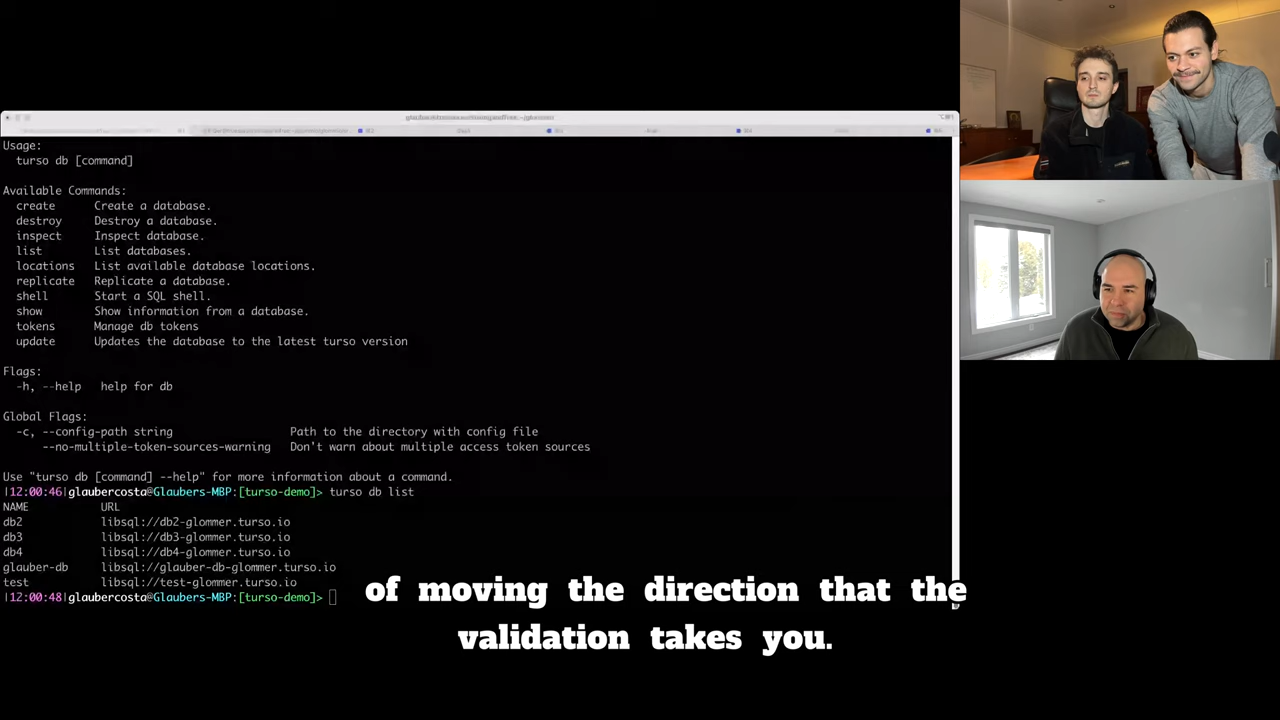 Usage:
turso db [command]
Available Commands:
create Create a database.
destroy Destroy a database.
inspect Inspect database.
list List databases.
locations List available database locations.
replicate Replicate a database.
shell Start a SQL shell.
show Show information from a database.
tokens Manage db tokens
update Updates the database to the latest turso version
Flags:
-h, --help help for db
Global Flags:
-c, --config-path string Path to the directory with config file
--no-multiple-token-sources-warning Don't warn about multiple access token sources
Use "turso db [command] --help" for more information about a command.
|12:00:46|glaubercosta@Glaubers-MBP:[turso-demo]> turso db list
NAME URL
db2 libsql://db2-glommer.turso.io
db3 libsql://db3-glommer.turso.io
db4 libsql://db4-glommer.turso.io
glauber-db libsql://glauber-db-glommer.turso.io
test libsql://test-glommer.turso.io
|12:00:48|glaubercosta@Glaubers-MBP:[turso-demo]>
of moving the direction that the
validation takes you.